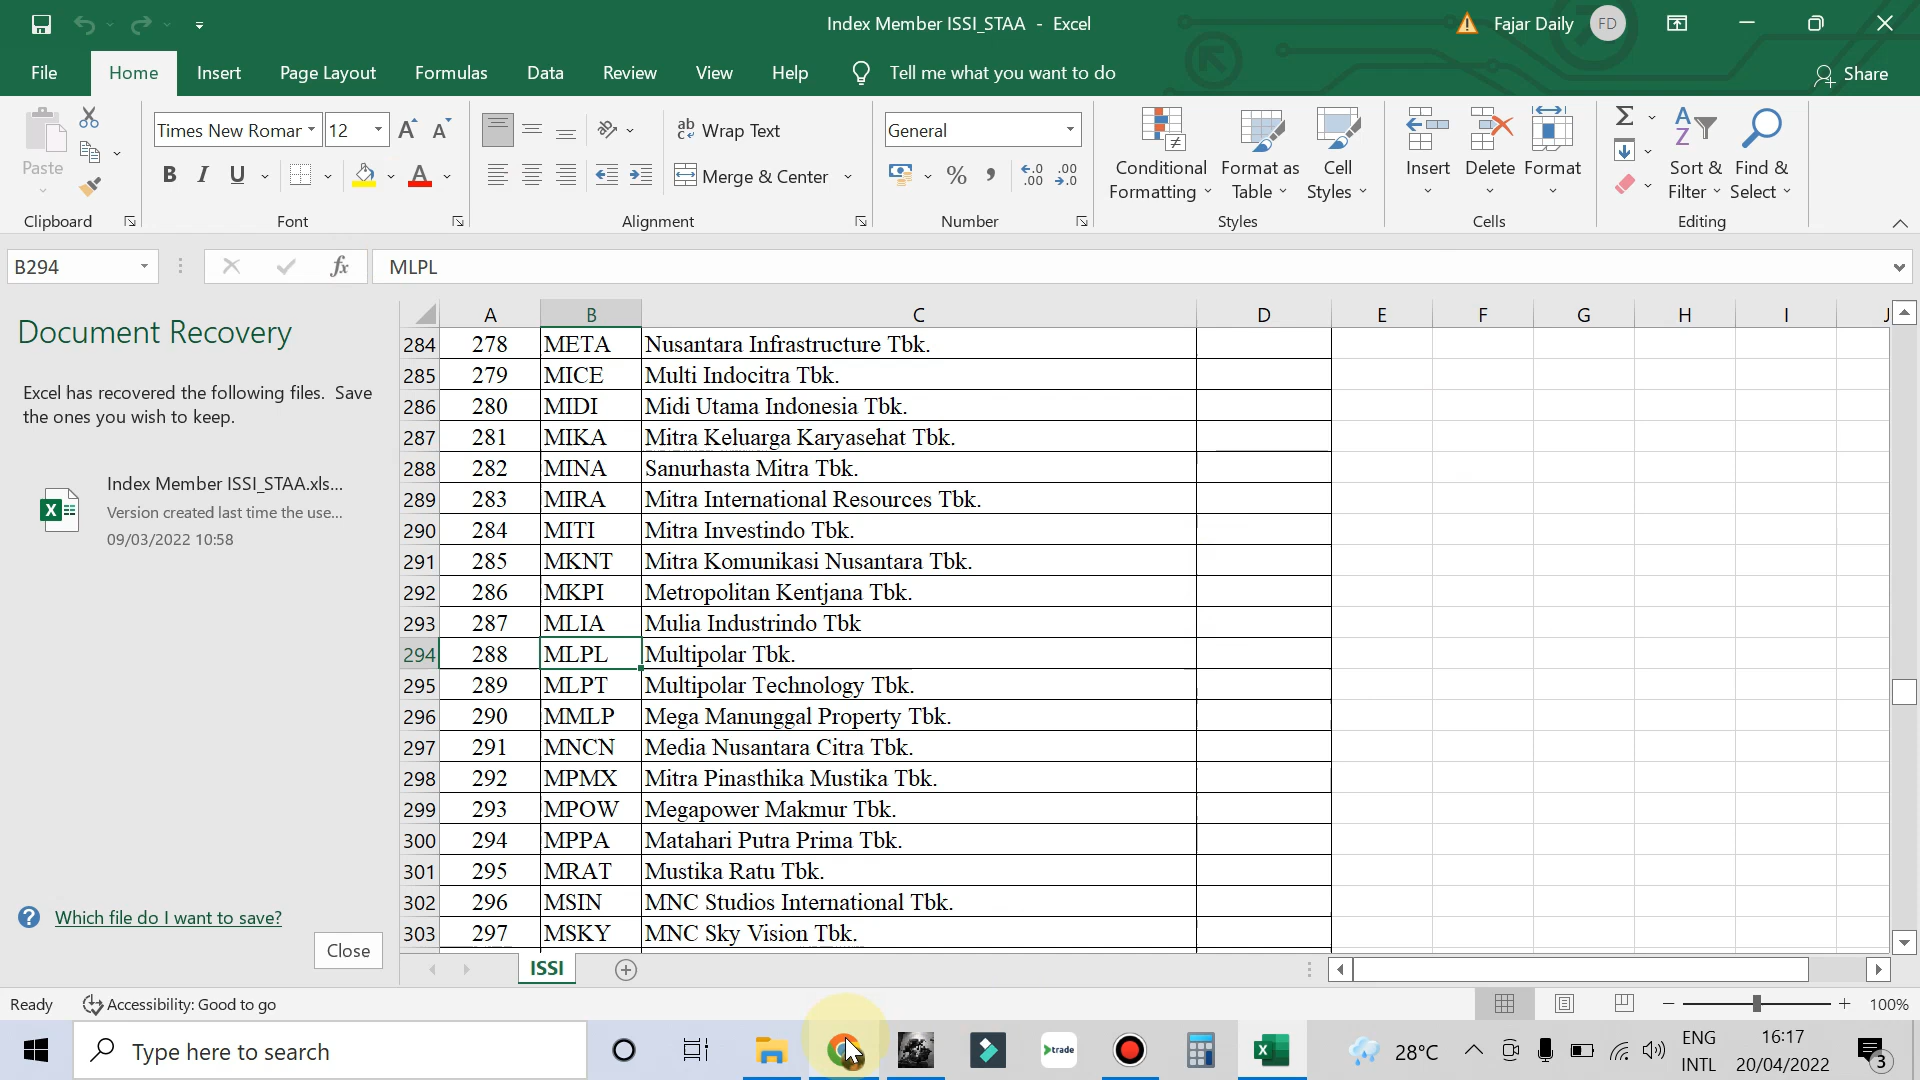 Index Member ISSI_STAA - Excel
Fajar Daily
FD
File
Home
Insert
Page Layout
Formulas
Data
Review
View
Help
Tell me what you want to do
Share
Paste
Clipboard
Times New Romar
12
A
A
B
I
U
A
Font
ab
Wrap Text
Merge & Center
Alignment
General
%
Number
Conditional
Formatting
Format as
Table
Cell
Styles
Styles
Insert
Delete
Format
Cells
Sort &
Filter
Find &
Select
Editing
B294
fx
MLPL
Document Recovery
Excel has recovered the following files. Save
the ones you wish to keep.
Index Member ISSI_STAA.xls...
Version created last time the use...
09/03/2022 10:58
Which file do I want to save?
Close
A B C D E F G H I J
284 278 META Nusantara Infrastructure Tbk.
285 279 MICE Multi Indocitra Tbk.
286 280 MIDI Midi Utama Indonesia Tbk.
287 281 MIKA Mitra Keluarga Karyasehat Tbk.
288 282 MINA Sanurhasta Mitra Tbk.
289 283 MIRA Mitra International Resources Tbk.
290 284 MITI Mitra Investindo Tbk.
291 285 MKNT Mitra Komunikasi Nusantara Tbk.
292 286 MKPI Metropolitan Kentjana Tbk.
293 287 MLIA Mulia Industrindo Tbk
294 288 MLPL Multipolar Tbk.
295 289 MLPT Multipolar Technology Tbk.
296 290 MMLP Mega Manunggal Property Tbk.
297 291 MNCN Media Nusantara Citra Tbk.
298 292 MPMX Mitra Pinasthika Mustika Tbk.
299 293 MPOW Megapower Makmur Tbk.
300 294 MPPA Matahari Putra Prima Tbk.
301 295 MRAT Mustika Ratu Tbk.
302 296 MSIN MNC Studios International Tbk.
303 297 MSKY MNC Sky Vision Tbk.
ISSI
Ready
Accessibility: Good to go
100%
Type here to search
trade
28°C
ENG
INTL
16:17
20/04/2022
3